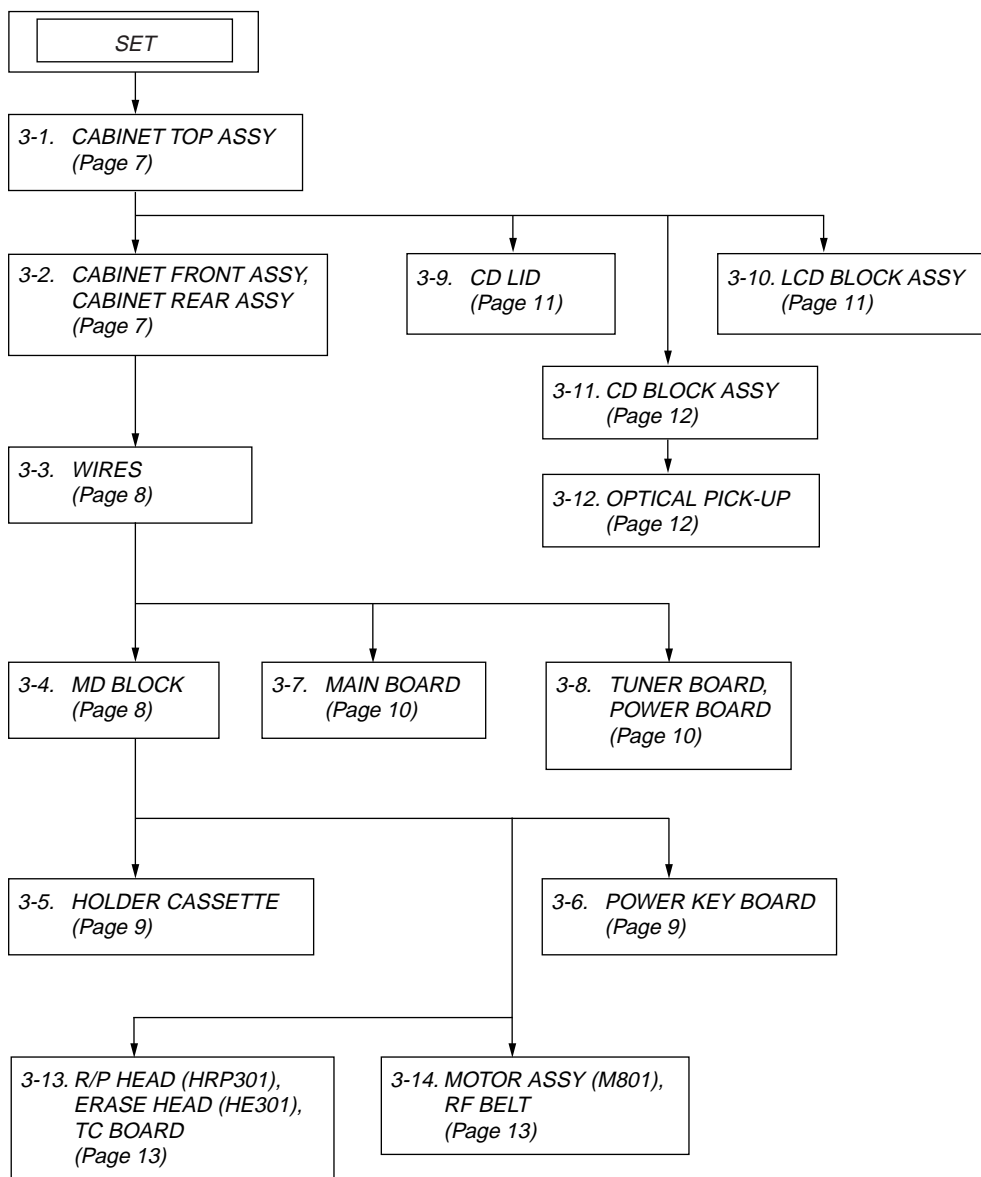 SET
3-1. CABINET TOP ASSY
(Page 7)
3-2. CABINET FRONT ASSY,
CABINET REAR ASSY
(Page 7)
3-9. CD LID
(Page 11)
3-10. LCD BLOCK ASSY
(Page 11)
3-11. CD BLOCK ASSY
(Page 12)
3-3. WIRES
(Page 8)
3-12. OPTICAL PICK-UP
(Page 12)
3-4. MD BLOCK
(Page 8)
3-7. MAIN BOARD
(Page 10)
3-8. TUNER BOARD,
POWER BOARD
(Page 10)
3-5. HOLDER CASSETTE
(Page 9)
3-6. POWER KEY BOARD
(Page 9)
3-13. R/P HEAD (HRP301),
ERASE HEAD (HE301),
TC BOARD
(Page 13)
3-14. MOTOR ASSY (M801),
RF BELT
(Page 13)